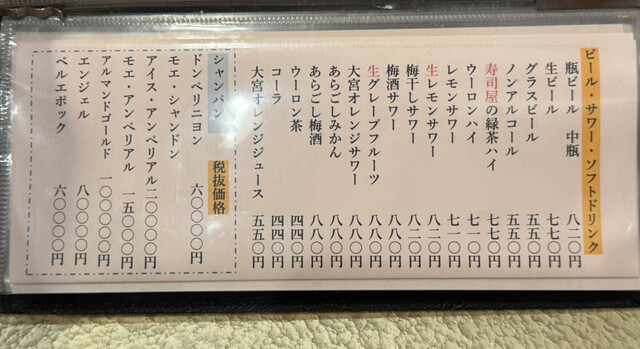 ビール・サワー・ソフトドリンク
瓶ビール 中瓶 八二〇円
生ビール 七七〇円
グラスビール 五五〇円
ノンアルコール 五五〇円
寿司屋の緑茶ハイ 七七〇円
ウーロンハイ 七一〇円
レモンサワー 七一〇円
生レモンサワー 八二〇円
梅干しサワー 八二〇円
梅酒サワー 八八〇円
生グレープフルーツ 八八〇円
大宮オレンジサワー 八八〇円
あらごしみかん 八八〇円
あらごし梅酒 八八〇円
ウーロン茶 四四〇円
コーラ 四四〇円
大宮オレンジジュース 五五〇円
シャンパン 税抜価格
ドンペリニヨン 六〇〇〇〇円
モエ・シャンドン
アイス・アンペリアル 二〇〇〇〇円
モエ・アンペリアル 一五〇〇〇円
アルマンドゴールド 一〇〇〇〇〇円
エンジェル 八〇〇〇〇円
ベルエポック 六〇〇〇〇円